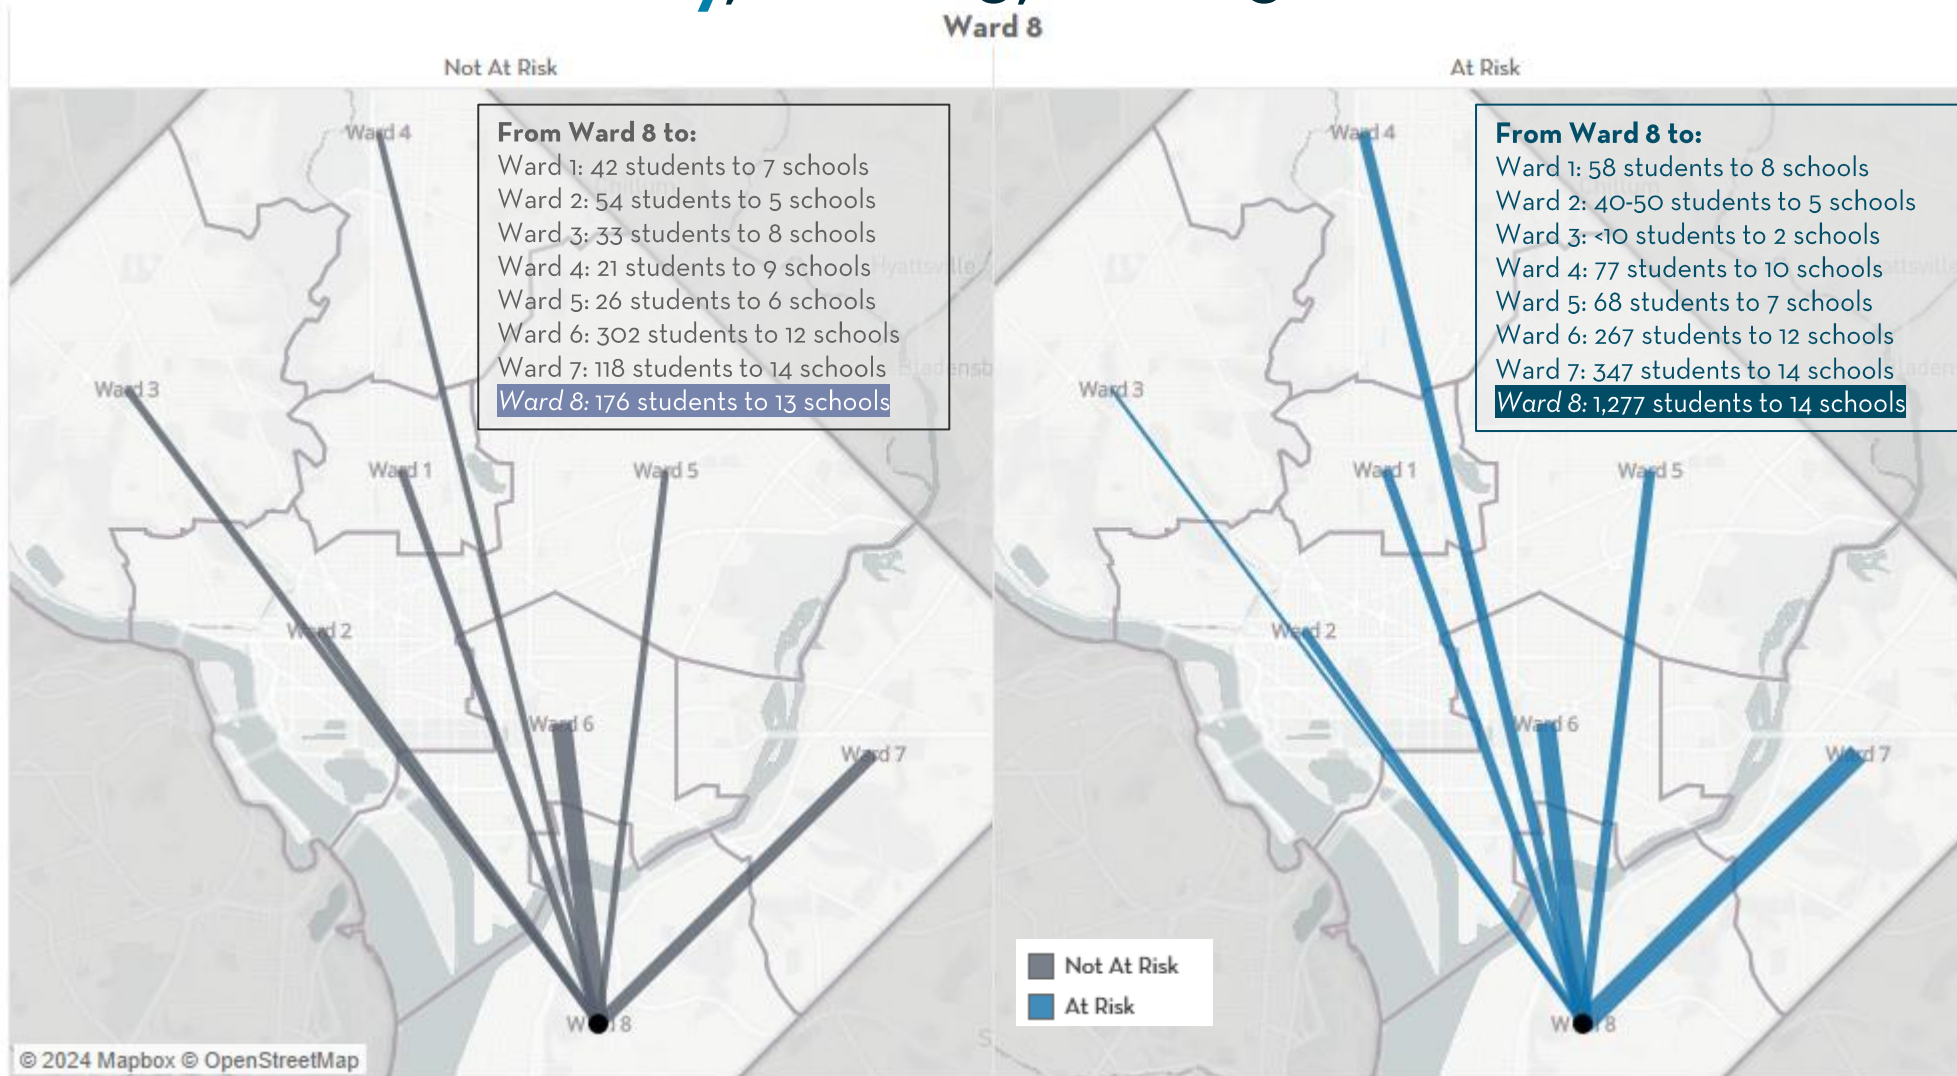 Ward 8
Not At Risk
At Risk
From Ward 8 to:
Ward 1: 42 students to 7 schools
Ward 2: 54 students to 5 schools
Ward 3: 33 students to 8 schools
Ward 4: 21 students to 9 schools
Ward 5: 26 students to 6 schools
Ward 6: 302 students to 12 schools
Ward 7: 118 students to 14 schools
Ward 8: 176 students to 13 schools
Ward 4
Ward 3
Ward 1
Ward 5
Ward 2
Ward 6
Ward 7
Ward 8
Hyattsville
© 2024 Mapbox © OpenStreetMap
From Ward 8 to:
Ward 1: 58 students to 8 schools
Ward 2: 40-50 students to 5 schools
Ward 3: <10 students to 2 schools
Ward 4: 77 students to 10 schools
Ward 5: 68 students to 7 schools
Ward 6: 267 students to 12 schools
Ward 7: 347 students to 14 schools
Ward 8: 1,277 students to 14 schools
Ward 4
Ward 3
Ward 1
Ward 5
Ward 2
Ward 6
Ward 7
Ward 8
Not At Risk
At Risk